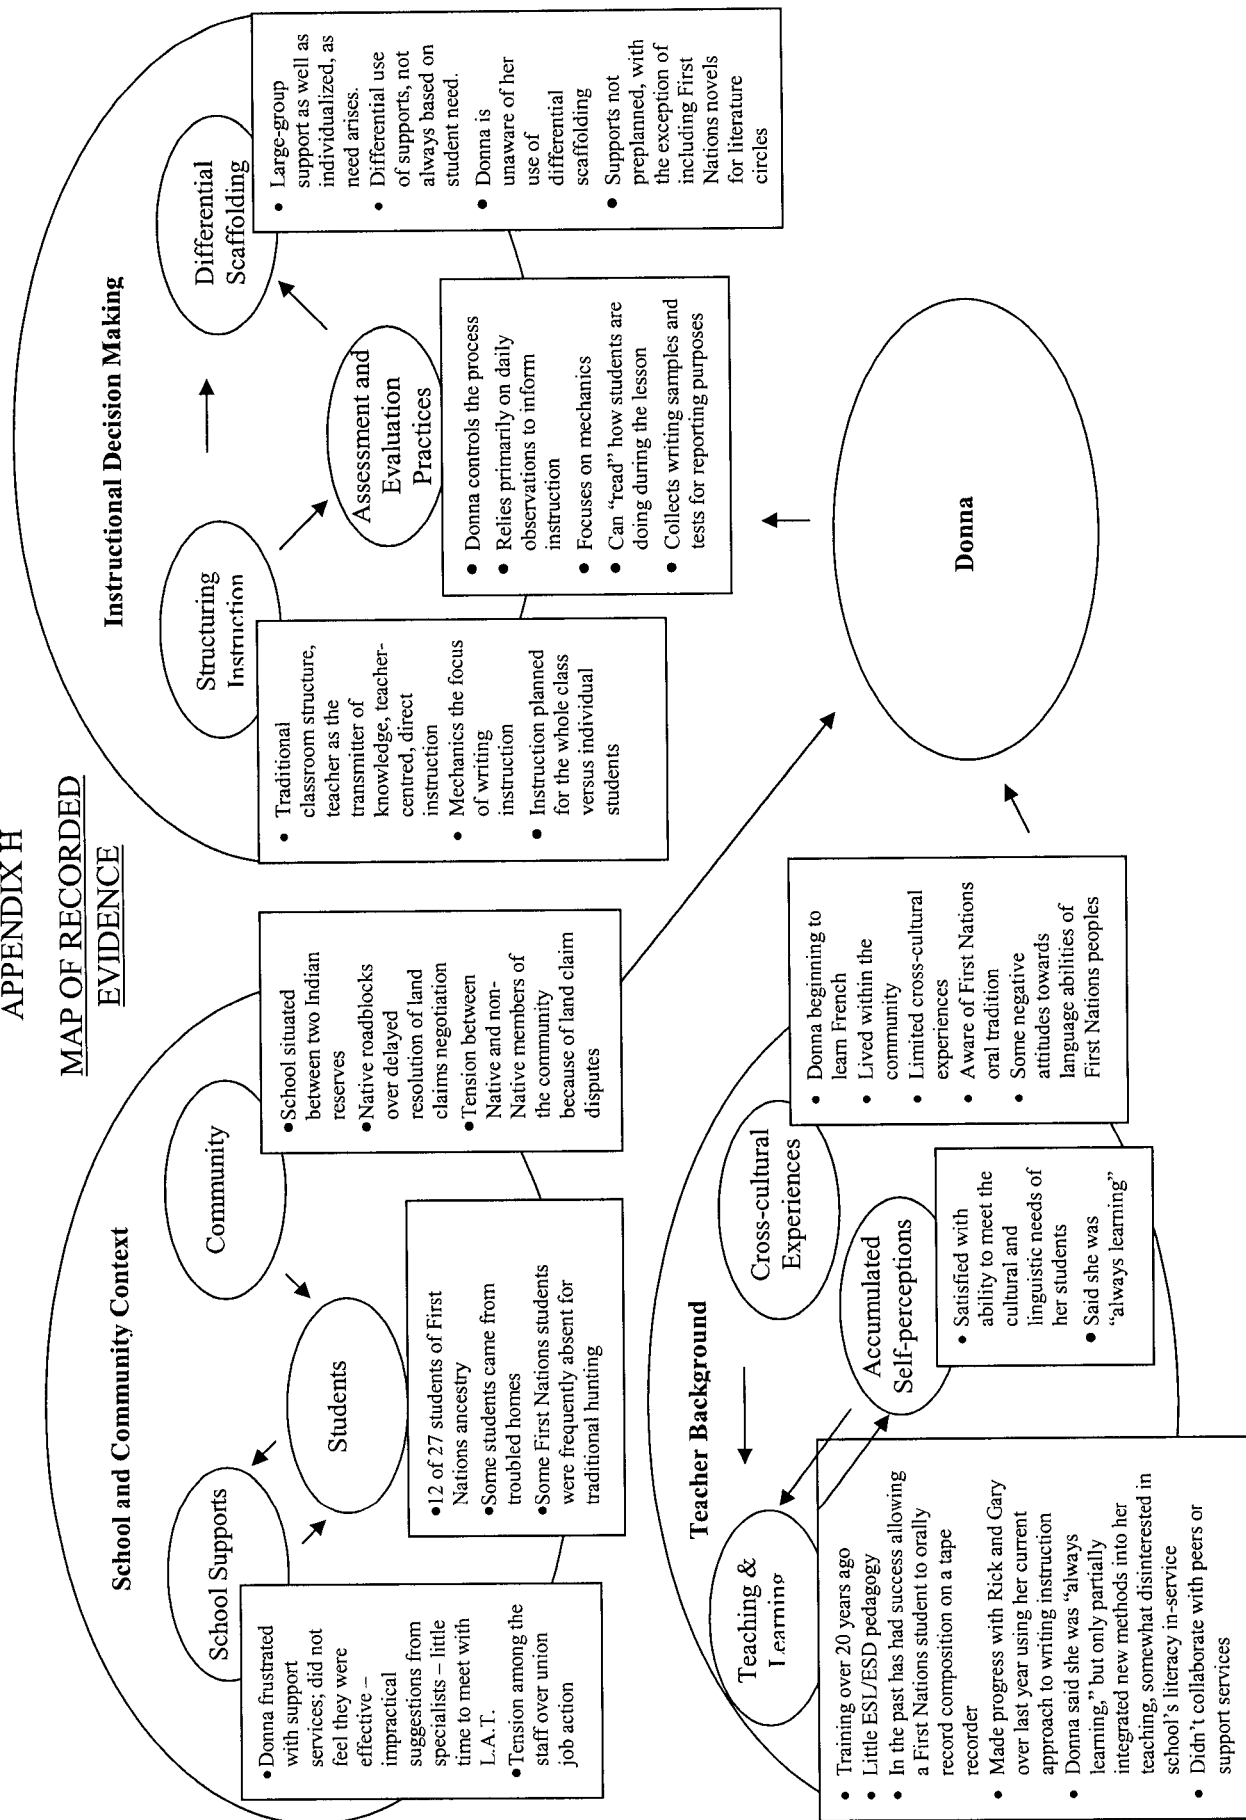 APPENDIX H
MAP OF RECORDED
EVIDENCE
School and Community Context
School Supports
•Donna frustrated
with support
services; did not
feel they were
effective –
impractical
suggestions from
specialists – little
time to meet with
L.A.T.
•Tension among the
staff over union
job action
Students
•12 of 27 students of First
Nations ancestry
•Some students came from
troubled homes
•Some First Nations students
were frequently absent for
traditional hunting
Community
•School situated
between two Indian
reserves
•Native roadblocks
over delayed
resolution of land
claims negotiation
•Tension between
Native and non-
Native members of
the community
because of land claim
disputes
Instructional Decision Making
Structuring
Instruction
• Traditional
classroom structure,
teacher as the
transmitter of
knowledge, teacher-
centred, direct
instruction
• Mechanics the focus
of writing
instruction
• Instruction planned
for the whole class
versus individual
students
Assessment and
Evaluation
Practices
• Donna controls the process
• Relies primarily on daily
observations to inform
instruction
• Focuses on mechanics
• Can “read” how students are
doing during the lesson
• Collects writing samples and
tests for reporting purposes
Differential
Scaffolding
• Large-group
support as well as
individualized, as
need arises.
• Differential use
of supports, not
always based on
student need.
• Donna is
unaware of her
use of
differential
scaffolding
• Supports not
preplanned, with
the exception of
including First
Nations novels
for literature
circles
Teacher Background
Teaching &
Learning
• Training over 20 years ago
• Little ESL/ESD pedagogy
• In the past has had success allowing
a First Nations student to orally
record composition on a tape
recorder
• Made progress with Rick and Gary
over last year using her current
approach to writing instruction
• Donna said she was “always
learning,” but only partially
integrated new methods into her
teaching, somewhat disinterested in
school’s literacy in-service
• Didn’t collaborate with peers or
support services
Accumulated
Self-perceptions
• Satisfied with
ability to meet the
cultural and
linguistic needs of
her students
• Said she was
“always learning”
Cross-cultural
Experiences
• Donna beginning to
learn French
• Lived within the
community
• Limited cross-cultural
experiences
• Aware of First Nations
oral tradition
• Some negative
attitudes towards
language abilities of
First Nations peoples
Donna